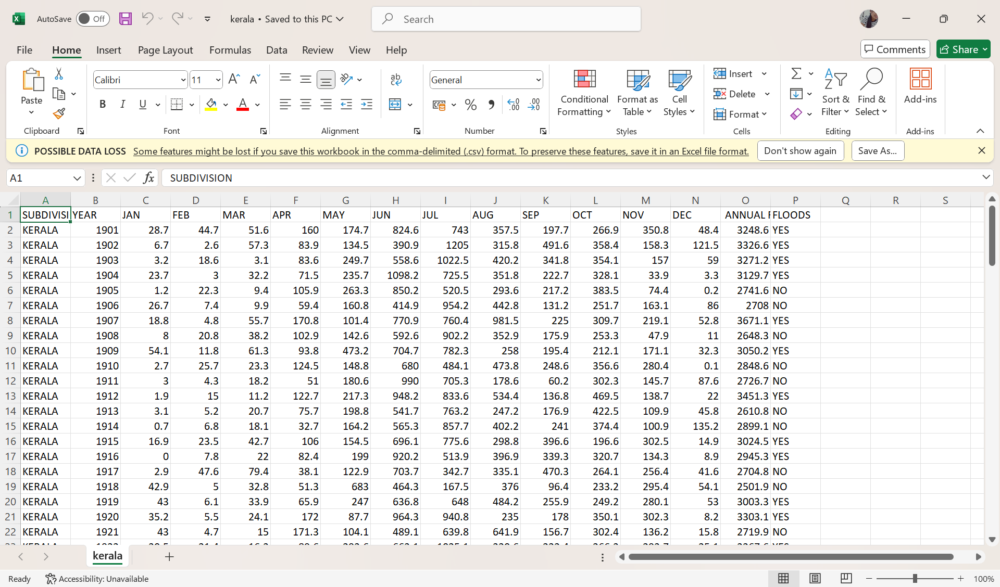 AutoSave Off kerala • Saved to this PC Search
File Home Insert Page Layout Formulas Data Review View Help Comments Share
Paste Calibri 11 General Conditional Formatting Format as Table Cell Styles Insert Delete Format Sort & Filter Find & Select Add-ins
Clipboard Font Alignment Number Styles Cells Editing Add-ins
POSSIBLE DATA LOSS Some features might be lost if you save this workbook in the comma-delimited (.csv) format. To preserve these features, save it in an Excel file format. Don't show again Save As...
A1 fx SUBDIVISION
A B C D E F G H I J K L M N O P Q R S
1 SUBDIVISI YEAR JAN FEB MAR APR MAY JUN JUL AUG SEP OCT NOV DEC ANNUAL FLOODS
2 KERALA 1901 28.7 44.7 51.6 160 174.7 824.6 743 357.5 197.7 266.9 350.8 48.4 3248.6 YES
3 KERALA 1902 6.7 2.6 57.3 83.9 134.5 390.9 1205 315.8 491.6 358.4 158.3 121.5 3326.6 YES
4 KERALA 1903 3.2 18.6 3.1 83.6 249.7 558.6 1022.5 420.2 341.8 354.1 157 59 3271.2 YES
5 KERALA 1904 23.7 3 32.2 71.5 235.7 1098.2 725.5 351.8 222.7 328.1 33.9 3.3 3129.7 YES
6 KERALA 1905 1.2 22.3 9.4 105.9 263.3 850.2 520.5 293.6 217.2 383.5 74.4 0.2 2741.6 NO
7 KERALA 1906 26.7 7.4 9.9 59.4 160.8 414.9 954.2 442.8 131.2 251.7 163.1 86 2708 NO
8 KERALA 1907 18.8 4.8 55.7 170.8 101.4 770.9 760.4 981.5 225 309.7 219.1 52.8 3671.1 YES
9 KERALA 1908 8 20.8 38.2 102.9 142.6 592.6 902.2 352.9 175.9 253.3 47.9 11 2648.3 NO
10 KERALA 1909 54.1 11.8 61.3 93.8 473.2 704.7 782.3 258 195.4 212.1 171.1 32.3 3050.2 YES
11 KERALA 1910 2.7 25.7 23.3 124.5 148.8 680 484.1 473.8 248.6 356.6 280.4 0.1 2848.6 NO
12 KERALA 1911 3 4.3 18.2 51 180.6 990 705.3 178.6 60.2 302.3 145.7 87.6 2726.7 NO
13 KERALA 1912 1.9 15 11.2 122.7 217.3 948.2 833.6 534.4 136.8 469.5 138.7 22 3451.3 YES
14 KERALA 1913 3.1 5.2 20.7 75.7 198.8 541.7 763.2 247.2 176.9 422.5 109.9 45.8 2610.8 NO
15 KERALA 1914 0.7 6.8 18.1 32.7 164.2 565.3 857.7 402.2 241 374.4 100.9 135.2 2899.1 NO
16 KERALA 1915 16.9 23.5 42.7 106 154.5 696.1 775.6 298.8 396.6 196.6 302.5 14.9 3024.5 YES
17 KERALA 1916 0 7.8 22 82.4 199 920.2 513.9 396.9 339.3 320.7 134.3 8.9 2945.3 YES
18 KERALA 1917 2.9 47.6 79.4 38.1 122.9 703.7 342.7 335.1 470.3 264.1 256.4 41.6 2704.8 NO
19 KERALA 1918 42.9 5 32.8 51.3 683 464.3 167.5 376 96.4 233.2 295.4 54.1 2501.9 NO
20 KERALA 1919 43 6.1 33.9 65.9 247 636.8 648 484.2 255.9 249.2 280.1 53 3003.3 YES
21 KERALA 1920 35.2 5.5 24.1 172 87.7 964.3 940.8 235 178 350.1 302.3 8.2 3303.1 YES
22 KERALA 1921 43 4.7 15 171.3 104.1 489.1 639.8 641.9 156.7 302.4 136.2 15.8 2719.9 NO
kerala
Ready Accessibility: Unavailable 100%